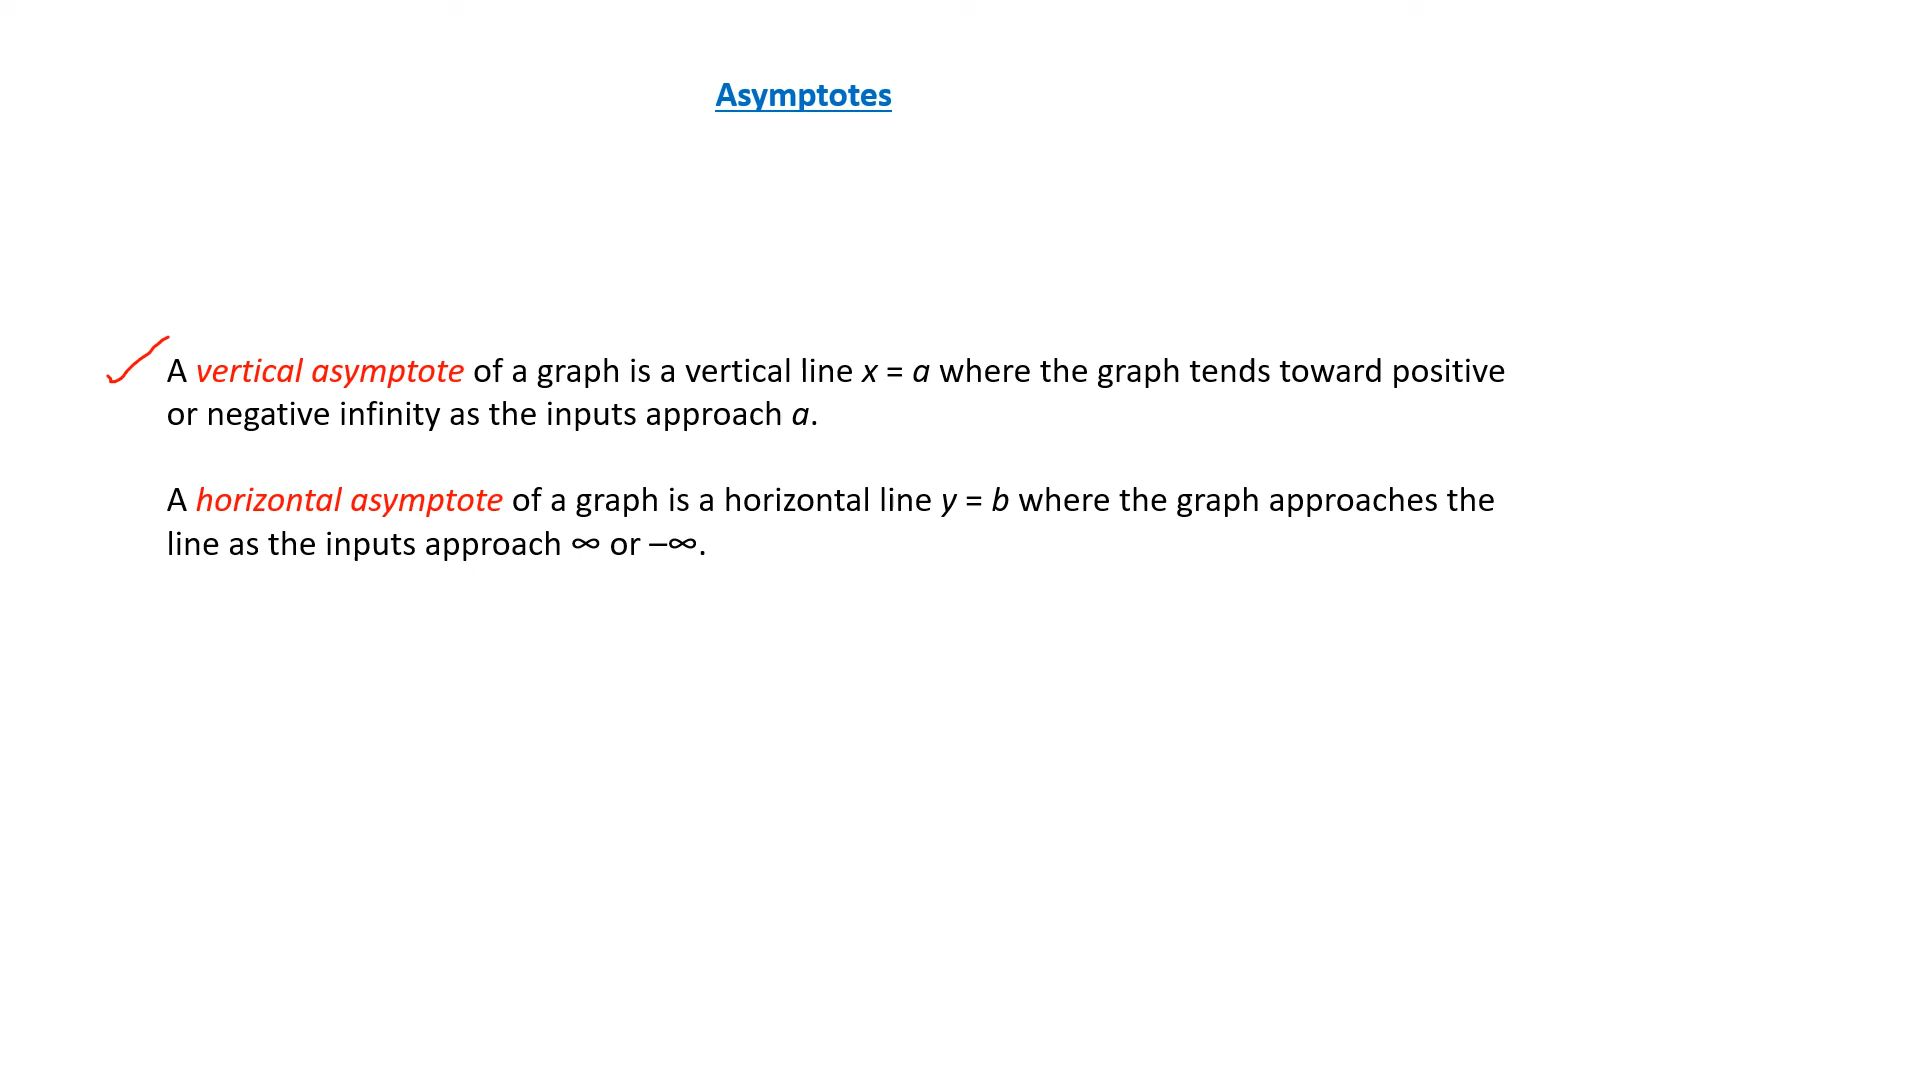 Asymptotes
A vertical asymptote of a graph is a vertical line x = a where the graph tends toward positive
or negative infinity as the inputs approach a.
A horizontal asymptote of a graph is a horizontal line y = b where the graph approaches the
line as the inputs approach ∞ or –∞.